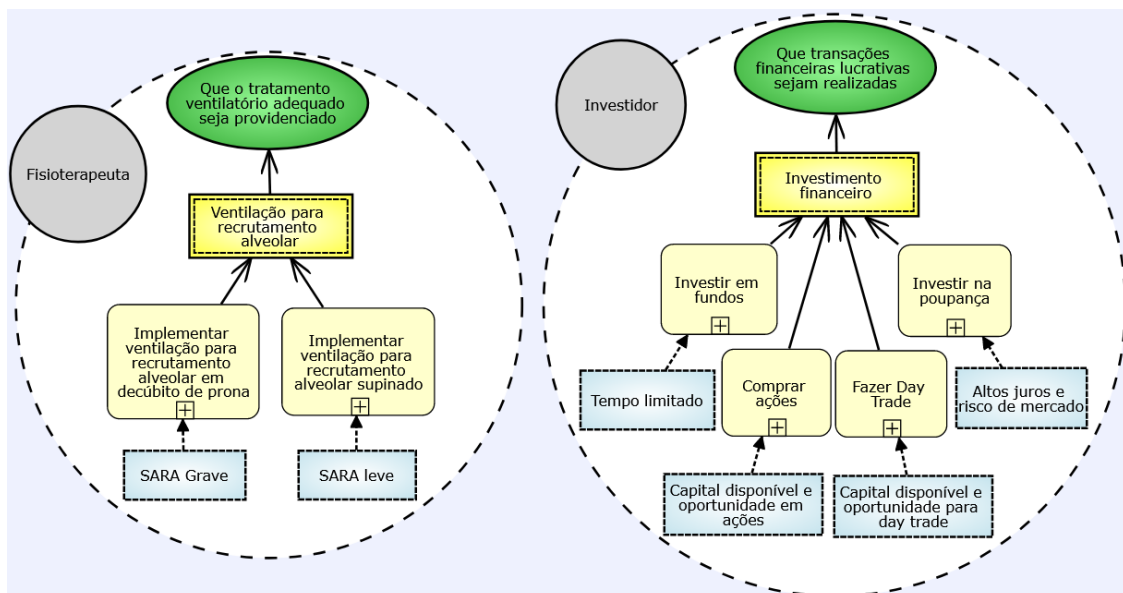 Que o tratamento
ventilatório adequado
seja providenciado
Fisioterapeuta
Ventilação para
recrutamento
alveolar
Implementar
ventilação para
recrutamento
alveolar em
decúbito de prona
Implementar
ventilação para
recrutamento
alveolar supinado
SARA Grave
SARA leve
Que transações
financeiras lucrativas
sejam realizadas
Investidor
Investimento
financeiro
Investir em
fundos
Investir na
poupança
Tempo limitado
Comprar
ações
Fazer Day
Trade
Altos juros e
risco de mercado
Capital disponível e
oportunidade em
ações
Capital disponível e
oportunidade para
day trade